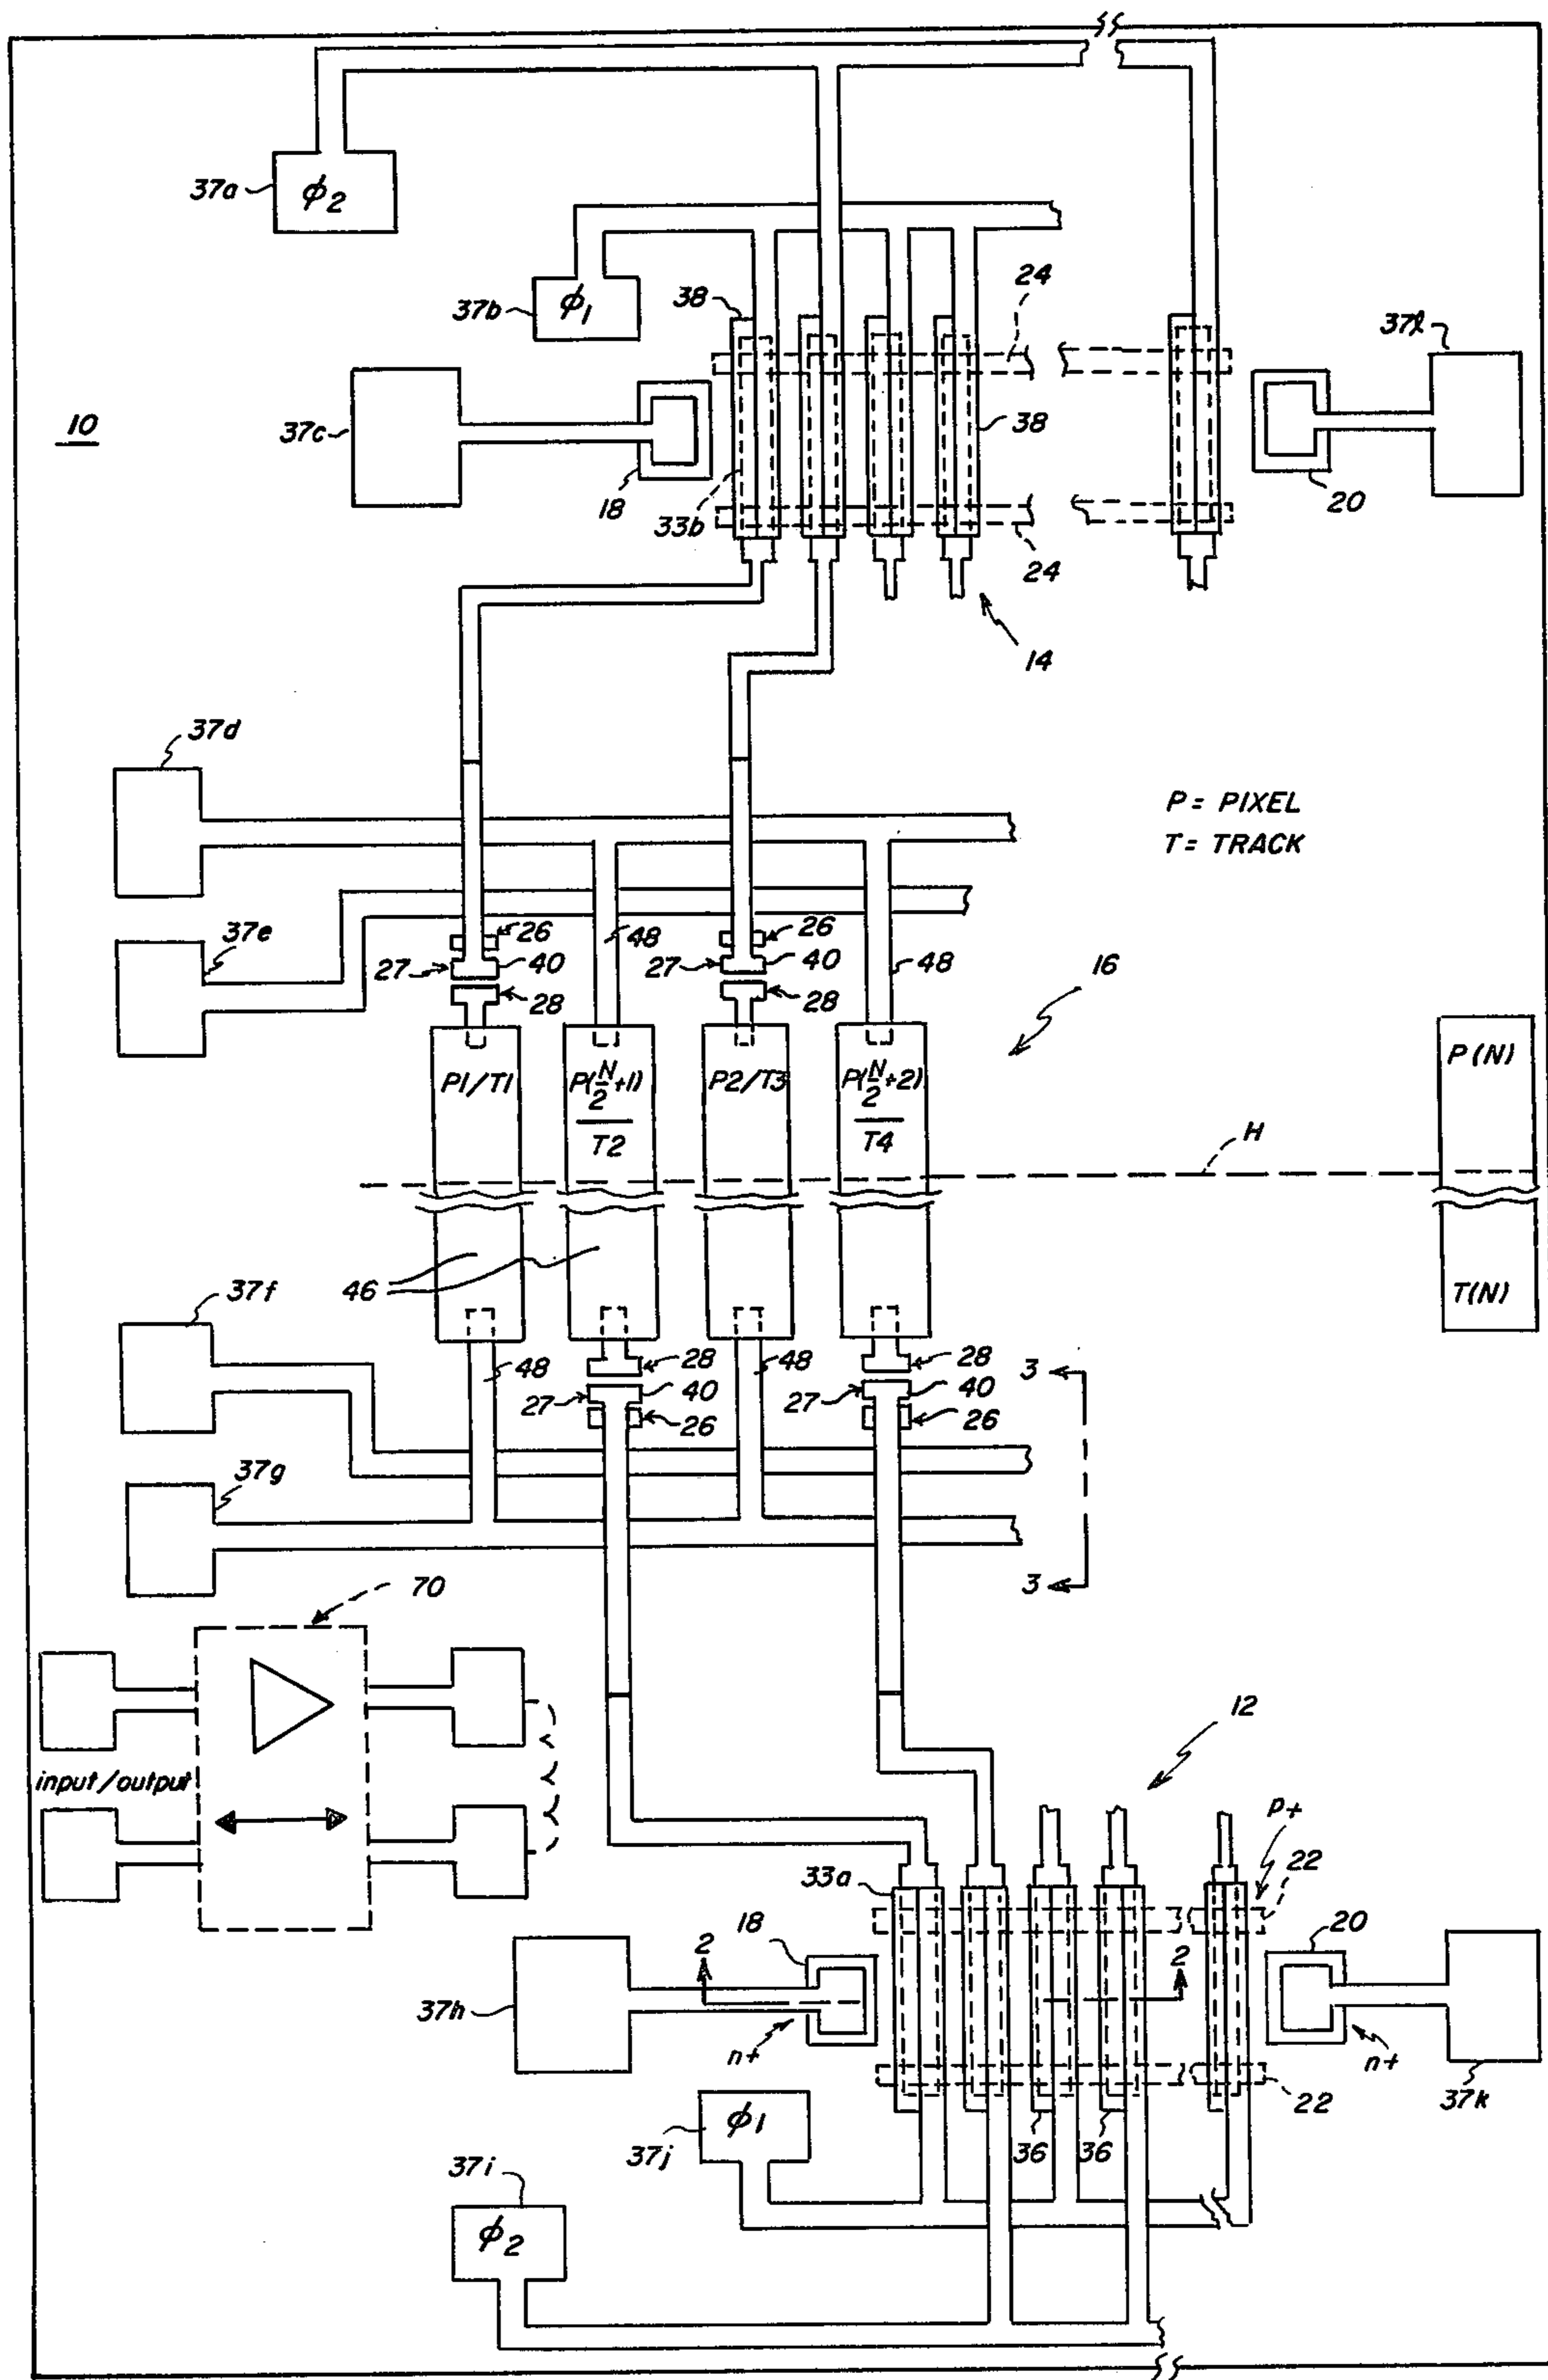 37a
ϕ2
37b
ϕ1
38
24
37l
10
37c
38
18
33b
20
24
14
37d
P = PIXEL
T = TRACK
37e
26
48
26
27
40
27
40
48
16
28
28
P1/T1
P(N/2+1)
T2
P2/T3
P(N/2+2)
T4
P(N)
H
46
37f
T(N)
48
28
48
28
3
27
40
27
40
26
26
37g
3
70
12
input/output
P+
33a
22
18
2
2
20
37h
n+
n+
37k
ϕ1
22
37j
36
36
37i
ϕ2